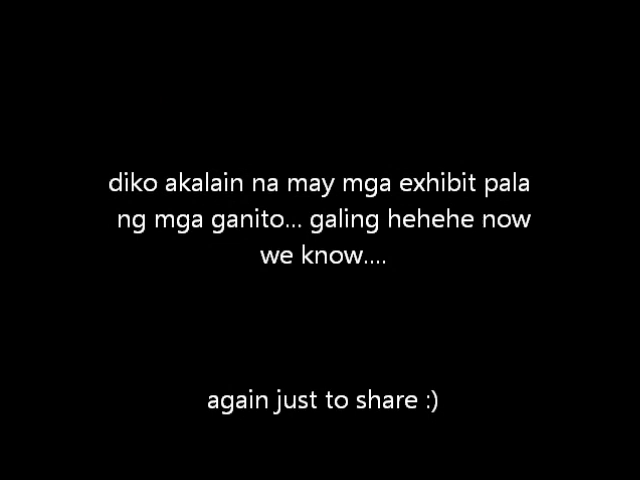 diko akalain na may mga exhibit pala
ng mga ganito... galing hehehe now
we know....
again just to share :)